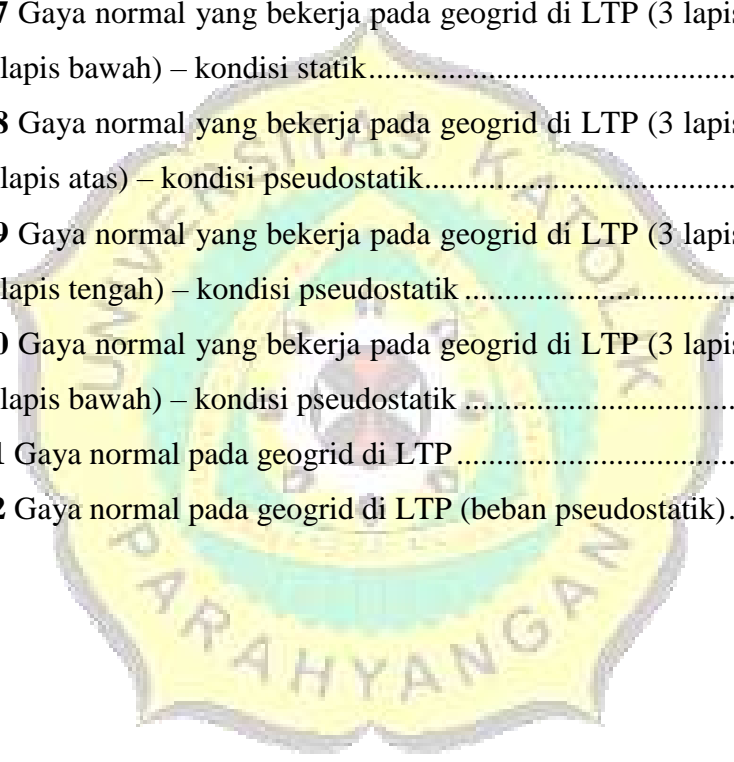 7 Gaya normal yang bekerja pada geogrid di LTP (3 lapis
lapis bawah) – kondisi statik
8 Gaya normal yang bekerja pada geogrid di LTP (3 lapis
lapis atas) – kondisi pseudostatik
9 Gaya normal yang bekerja pada geogrid di LTP (3 lapis
lapis tengah) – kondisi pseudostatik
0 Gaya normal yang bekerja pada geogrid di LTP (3 lapis
lapis bawah) – kondisi pseudostatik
1 Gaya normal pada geogrid di LTP
2 Gaya normal pada geogrid di LTP (beban pseudostatik)
UNIVERSITAS KATOLIK
PARAHYANGAN